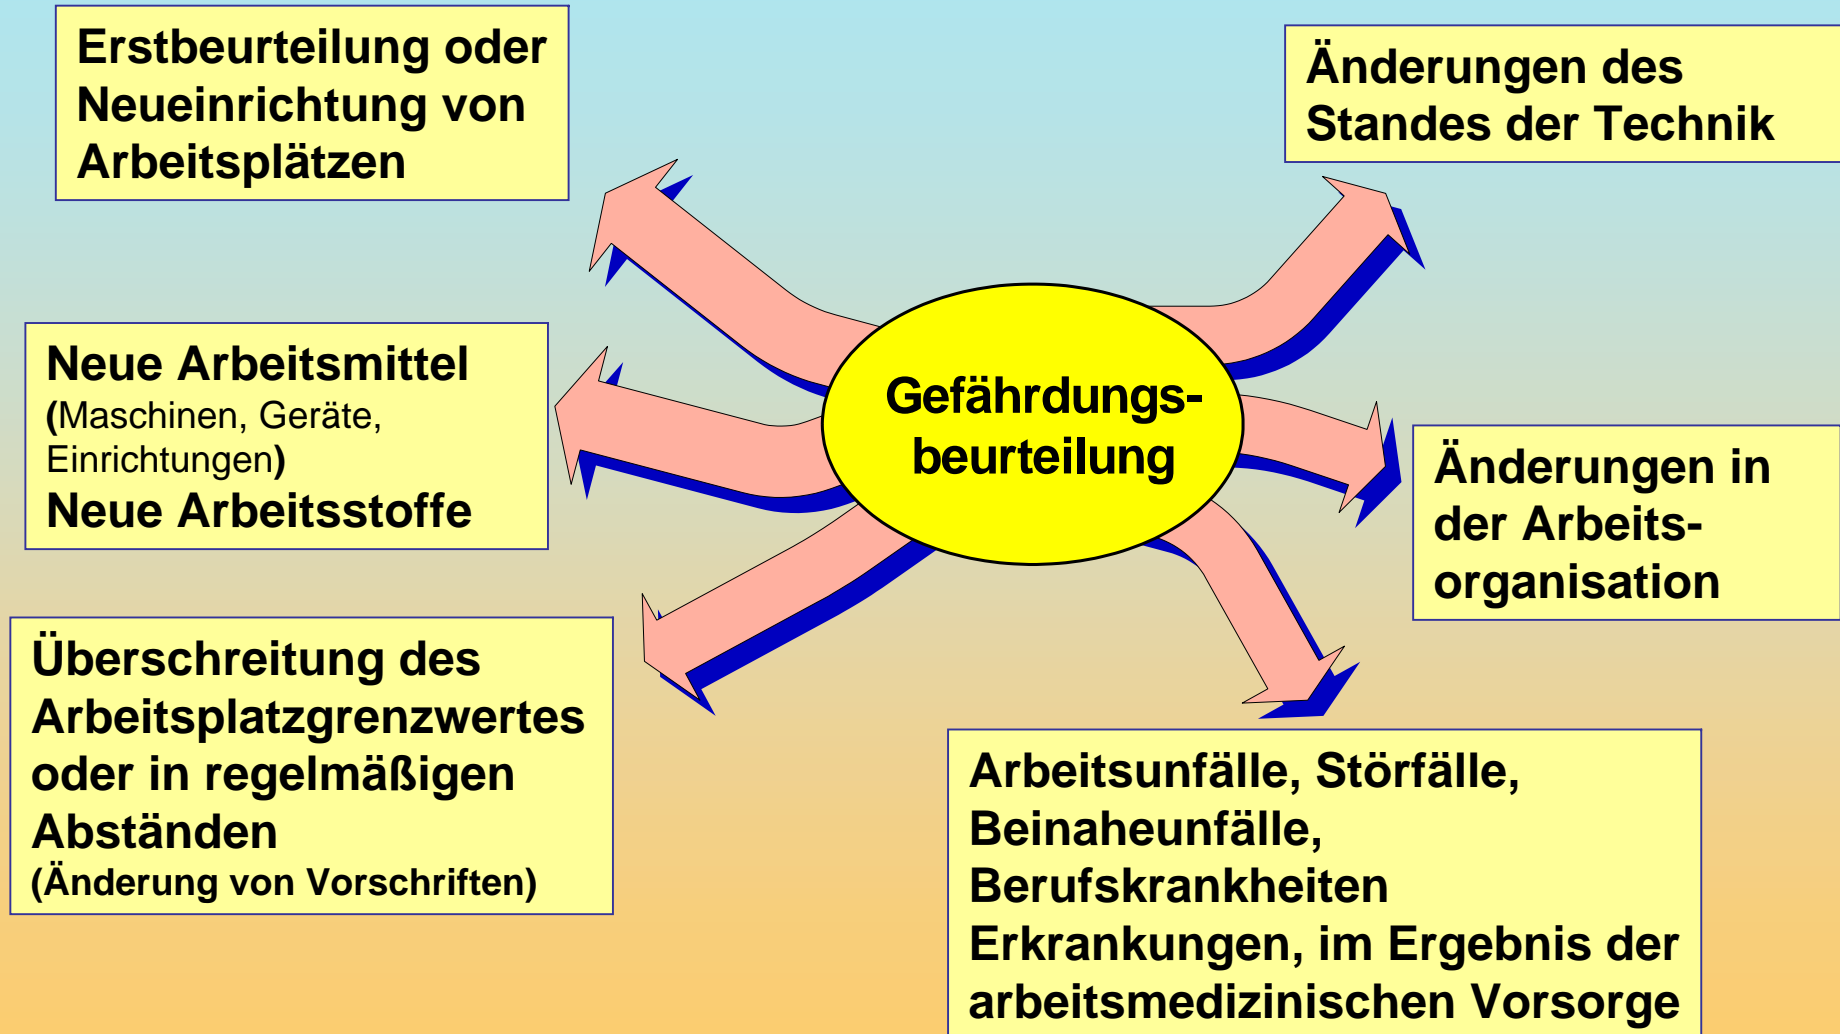 Erstbeurteilung oder
Neueinrichtung von
Arbeitsplätzen
Änderungen des
Standes der Technik
Neue Arbeitsmittel
(Maschinen, Geräte,
Einrichtungen)
Neue Arbeitsstoffe
Gefährdungs-
beurteilung
Änderungen in
der Arbeits-
organisation
Überschreitung des
Arbeitsplatzgrenzwertes
oder in regelmäßigen
Abständen
(Änderung von Vorschriften)
Arbeitsunfälle, Störfälle,
Beinaheunfälle,
Berufskrankheiten
Erkrankungen, im Ergebnis der
arbeitsmedizinischen Vorsorge